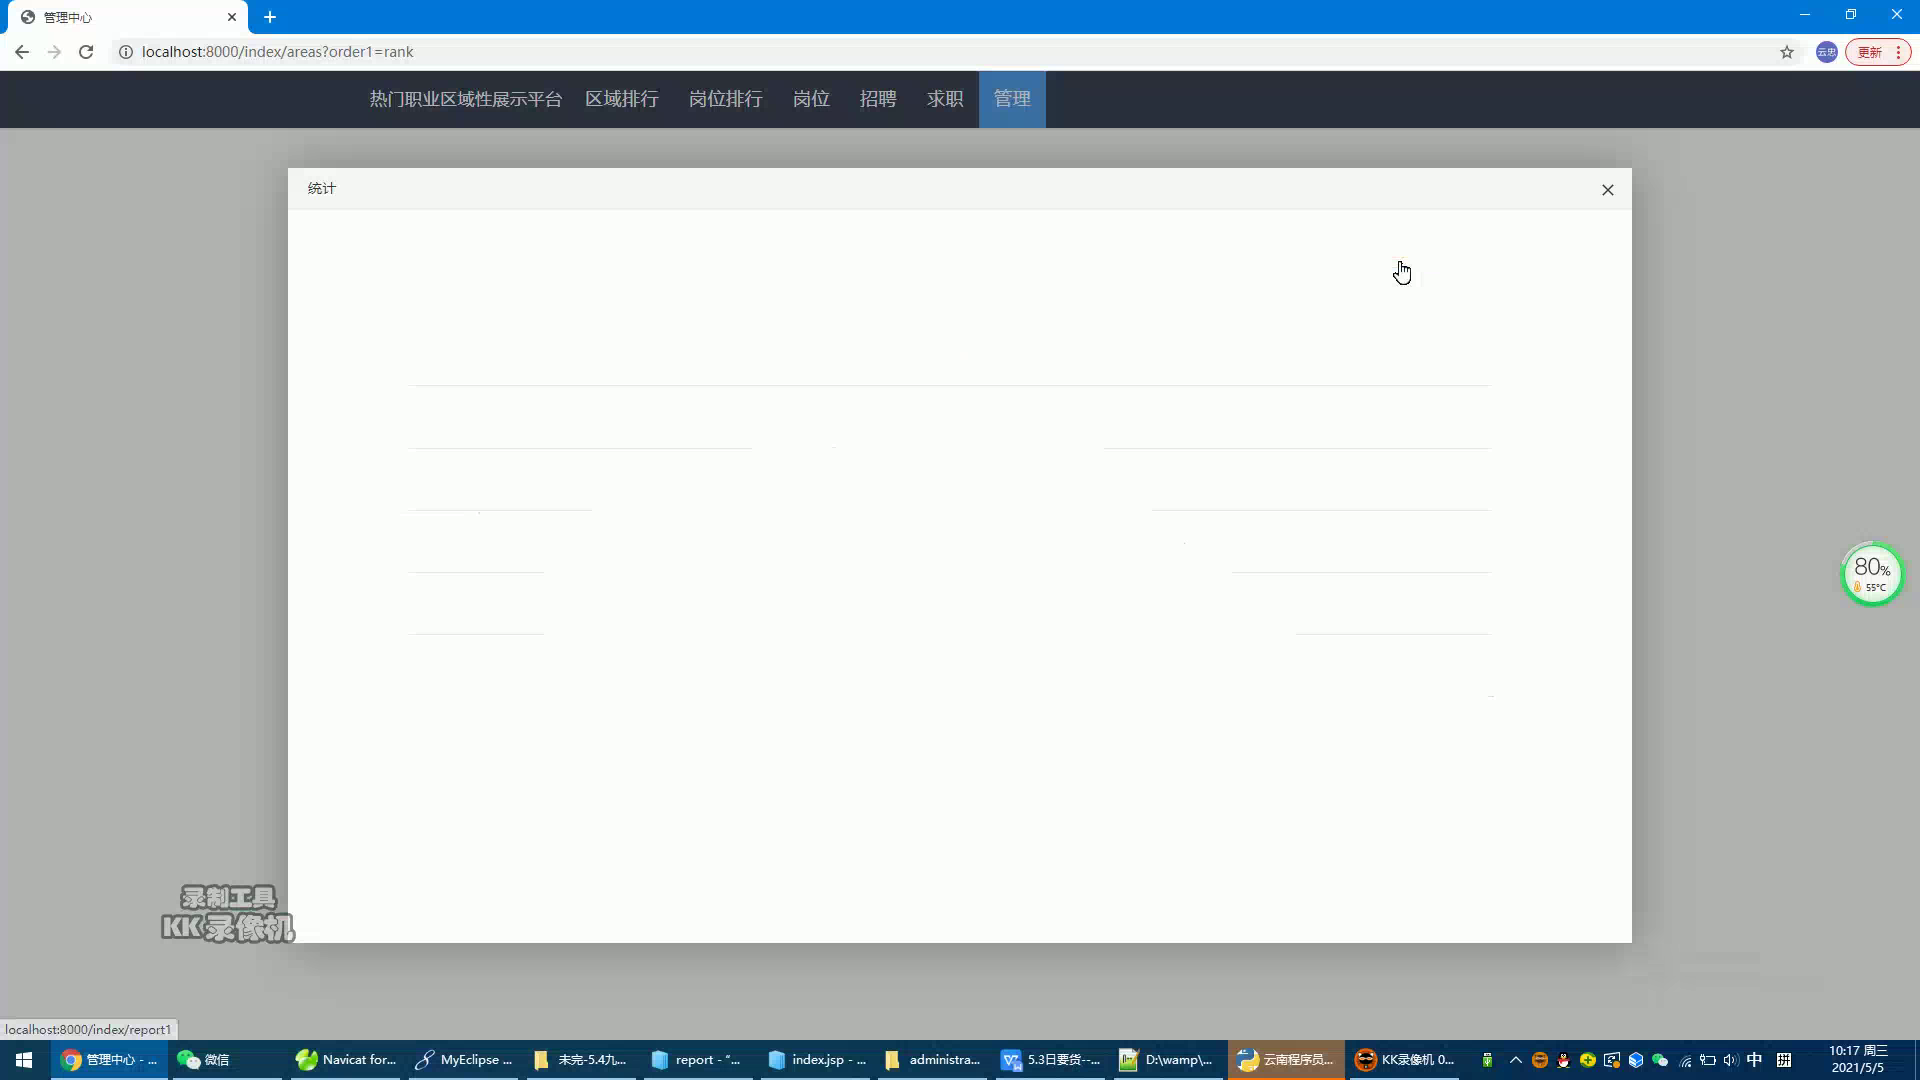 管理中心
localhost:8000/index/areas?order1=rank
云忠
更新
热门职业区域性展示平台 区域排行 岗位排行 岗位 招聘 求职 管理
统计
80%
55°C
录制工具
KK录像机
localhost:8000/index/report1
管理中心 - ...
微信
Navicat for...
MyEclipse ...
未完-5.4九...
report - “...
index.jsp - ...
administra...
5.3日要货--...
D:\wamp\...
云南程序员...
KK录像机 0...
中
拼
10:17 周三
2021/5/5